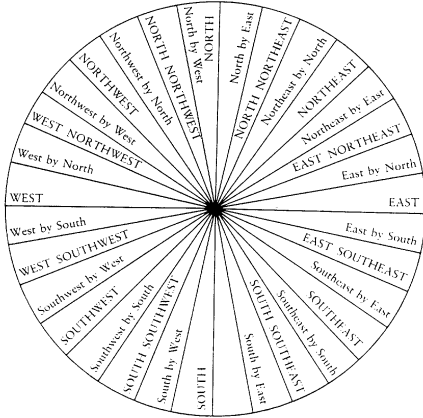 NORTH
North by East
NORTH NORTHEAST
Northeast by North
NORTHEAST
Northeast by East
EAST NORTHEAST
East by North
EAST
East by South
EAST SOUTHEAST
Southeast by East
SOUTHEAST
Southeast by South
SOUTH SOUTHEAST
South by East
SOUTH
South by West
SOUTH SOUTHWEST
Southwest by South
SOUTHWEST
Southwest by West
WEST SOUTHWEST
West by South
WEST
West by North
WEST NORTHWEST
Northwest by West
NORTHWEST
Northwest by North
NORTH NORTHWEST
North by West